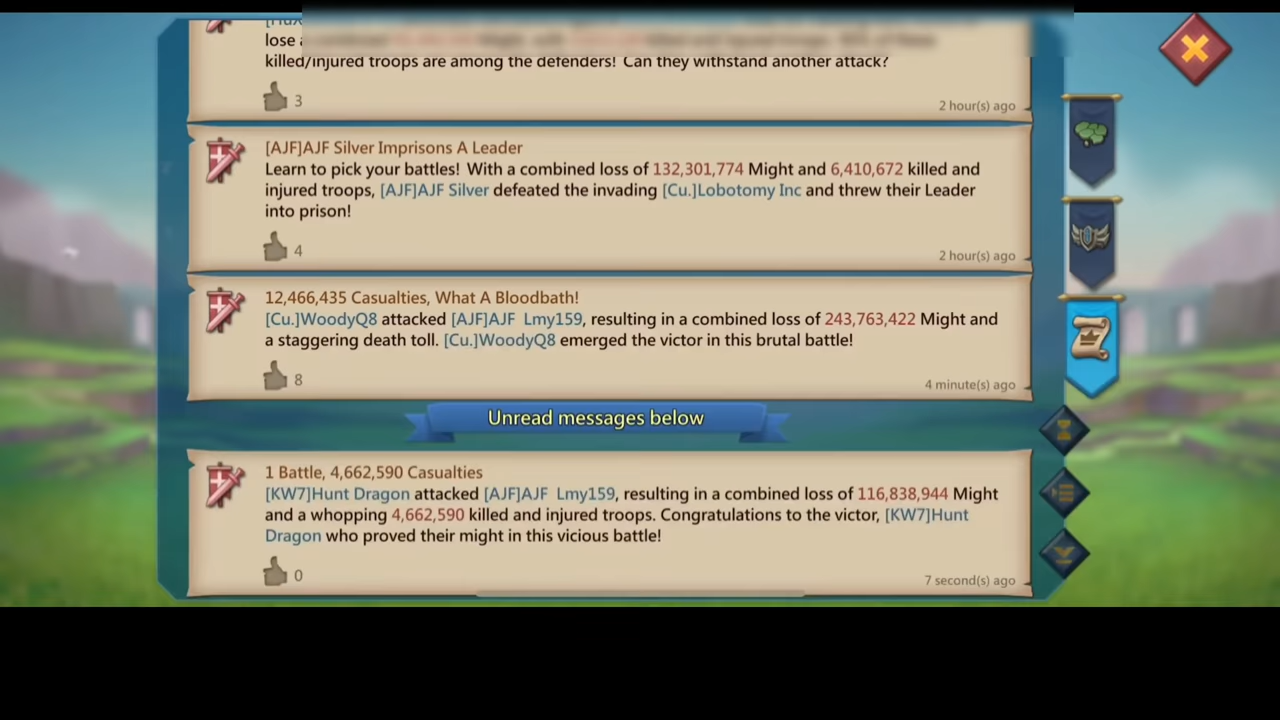 lose
killed/injured troops are among the defenders! Can they withstand another attack?
3
2 hour(s) ago
[AJF]AJF Silver Imprisons A Leader
Learn to pick your battles! With a combined loss of 132,301,774 Might and 6,410,672 killed and
injured troops, [AJF]AJF Silver defeated the invading [Cu.]Lobotomy Inc and threw their Leader
into prison!
4
2 hour(s) ago
12,466,435 Casualties, What A Bloodbath!
[Cu.]WoodyQ8 attacked [AJF]AJF Lmy159, resulting in a combined loss of 243,763,422 Might and
a staggering death toll. [Cu.]WoodyQ8 emerged the victor in this brutal battle!
8
4 minute(s) ago
Unread messages below
1 Battle, 4,662,590 Casualties
[KW7]Hunt Dragon attacked [AJF]AJF Lmy159, resulting in a combined loss of 116,838,944 Might
and a whopping 4,662,590 killed and injured troops. Congratulations to the victor, [KW7]Hunt
Dragon who proved their might in this vicious battle!
0
7 second(s) ago